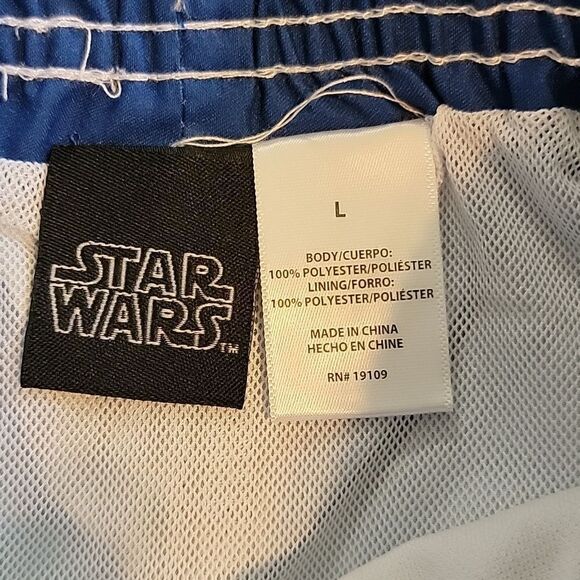 STAR
WARS
TM
L
BODY/CUERPO:
100% POLYESTER/POLIÉSTER
LINING/FORRO:
100% POLYESTER/POLIÉSTER
MADE IN CHINA
HECHO EN CHINE
RN# 19109